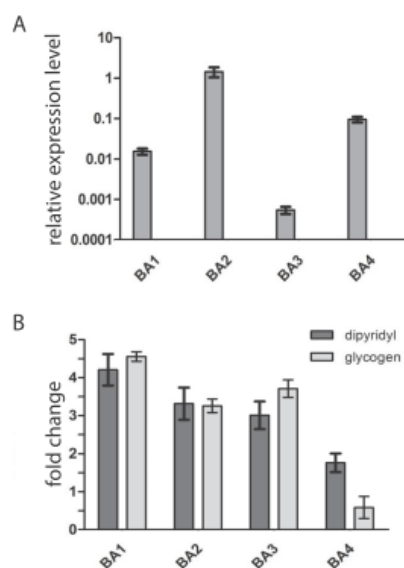 A
relative expression level
10
1
0.1
0.01
0.001
0.0001
BA1
BA2
BA3
BA4
B
fold change
5
4
3
2
1
0
dipyridyl
glycogen
BA1
BA2
BA3
BA4